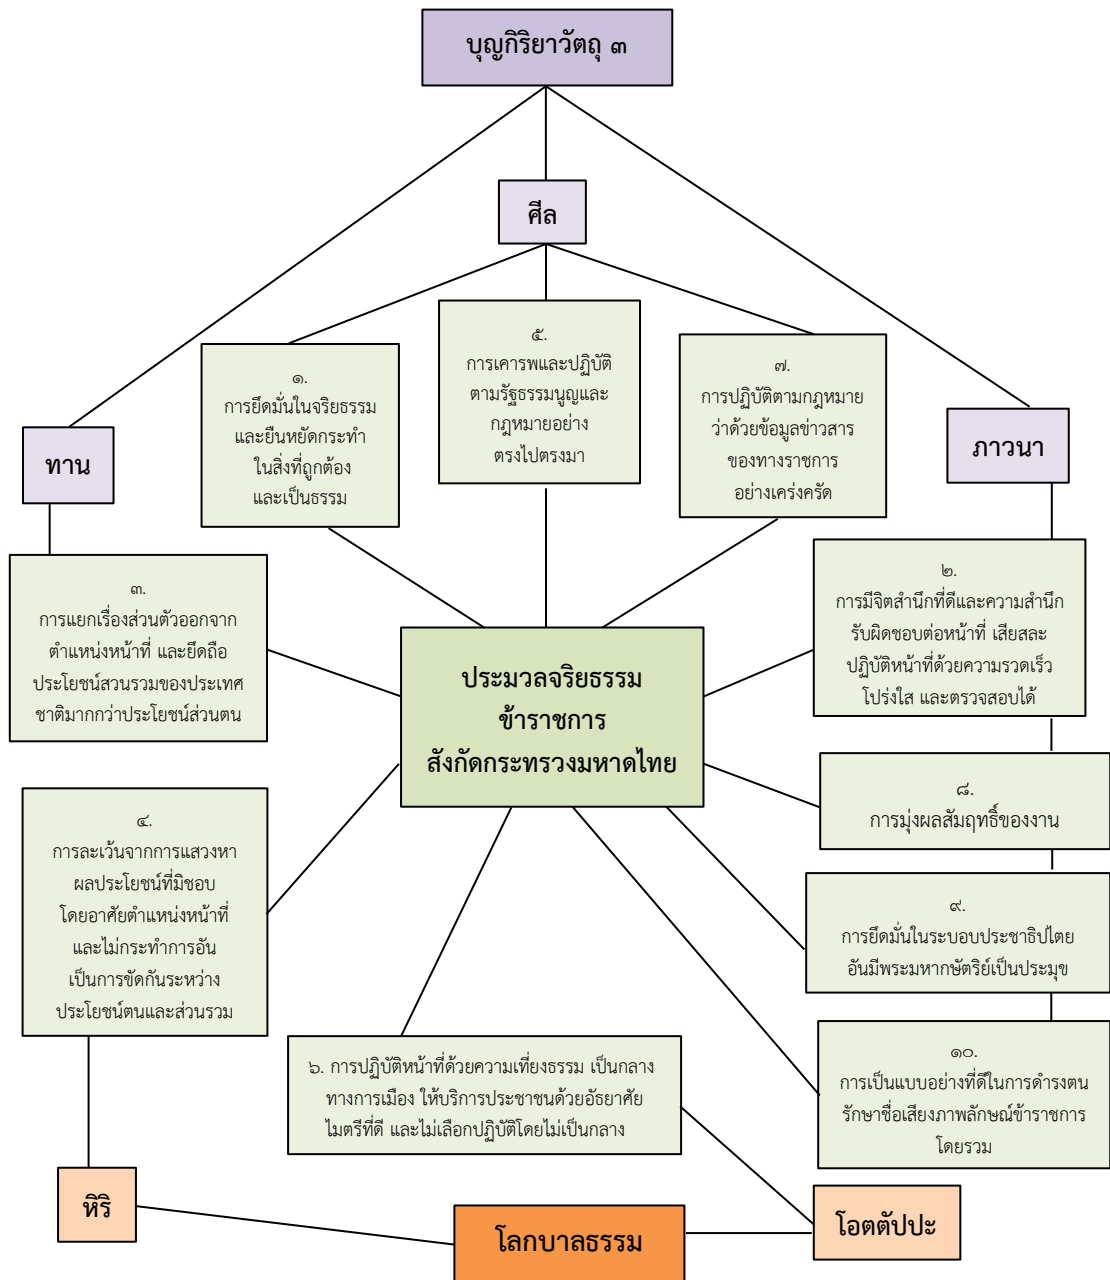 บุญกิริยาวัตถุ ๓
ศีล
๑.
การยึดมั่นในจริยธรรม
และยืนหยัดกระทำ
ในสิ่งที่ถูกต้อง
และเป็นธรรม
๕.
การเคารพและปฏิบัติ
ตามรัฐธรรมนูญและ
กฎหมายอย่าง
ตรงไปตรงมา
๗.
การปฏิบัติตามกฎหมาย
ว่าด้วยข้อมูลข่าวสาร
ของทางราชการ
อย่างเคร่งครัด
ทาน
ภาวนา
๓.
การแยกเรื่องส่วนตัวออกจาก
ตำแหน่งหน้าที่ และยึดถือ
ประโยชน์สวนรวมของประเทศ
ชาติมากกว่าประโยชน์ส่วนตน
ประมวลจริยธรรม
ข้าราชการ
สังกัดกระทรวงมหาดไทย
๒.
การมีจิตสำนึกที่ดีและความสำนึก
รับผิดชอบต่อหน้าที่ เสียสละ
ปฏิบัติหน้าที่ด้วยความรวดเร็ว
โปร่งใส และตรวจสอบได้
๘.
การมุ่งผลสัมฤทธิ์ของงาน
๔.
การละเว้นจากการแสวงหา
ผลประโยชน์ที่มิชอบ
โดยอาศัยตำแหน่งหน้าที่
และไม่กระทำการอัน
เป็นการขัดกันระหว่าง
ประโยชน์ตนและส่วนรวม
๙.
การยึดมั่นในระบอบประชาธิปไตย
อันมีพระมหากษัตริย์เป็นประมุข
๖. การปฏิบัติหน้าที่ด้วยความเที่ยงธรรม เป็นกลาง
ทางการเมือง ให้บริการประชาชนด้วยอัธยาศัย
ไมตรีที่ดี และไม่เลือกปฏิบัติโดยไม่เป็นกลาง
๑๐.
การเป็นแบบอย่างที่ดีในการดำรงตน
รักษาชื่อเสียงภาพลักษณ์ข้าราชการ
โดยรวม
หิริ
โลกบาลธรรม
โอตตัปปะ